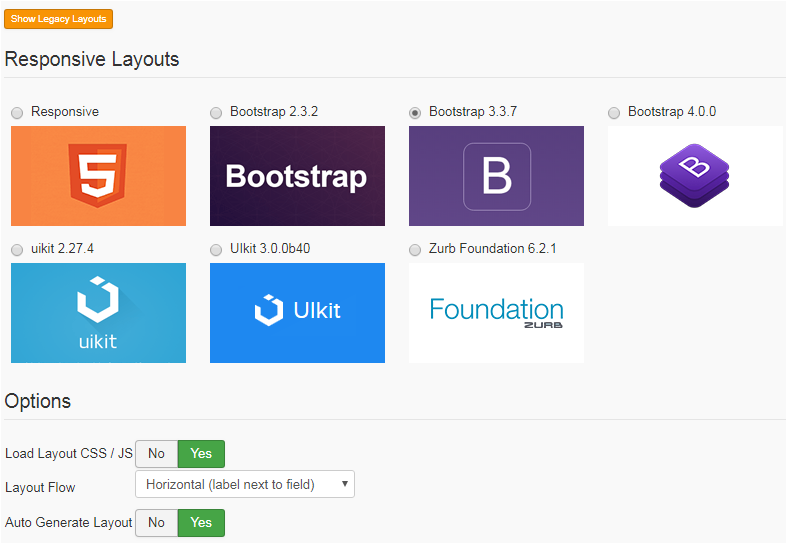 Show Legacy Layouts
Responsive Layouts
Responsive
Bootstrap 2.3.2
Bootstrap 3.3.7
Bootstrap 4.0.0
5
Bootstrap
B
B
uikit 2.27.4
UIkit 3.0.0b40
Zurb Foundation 6.2.1
uikit
UIkit
Foundation
ZURB
Options
Load Layout CSS / JS No Yes
Layout Flow Horizontal (label next to field)
Auto Generate Layout No Yes